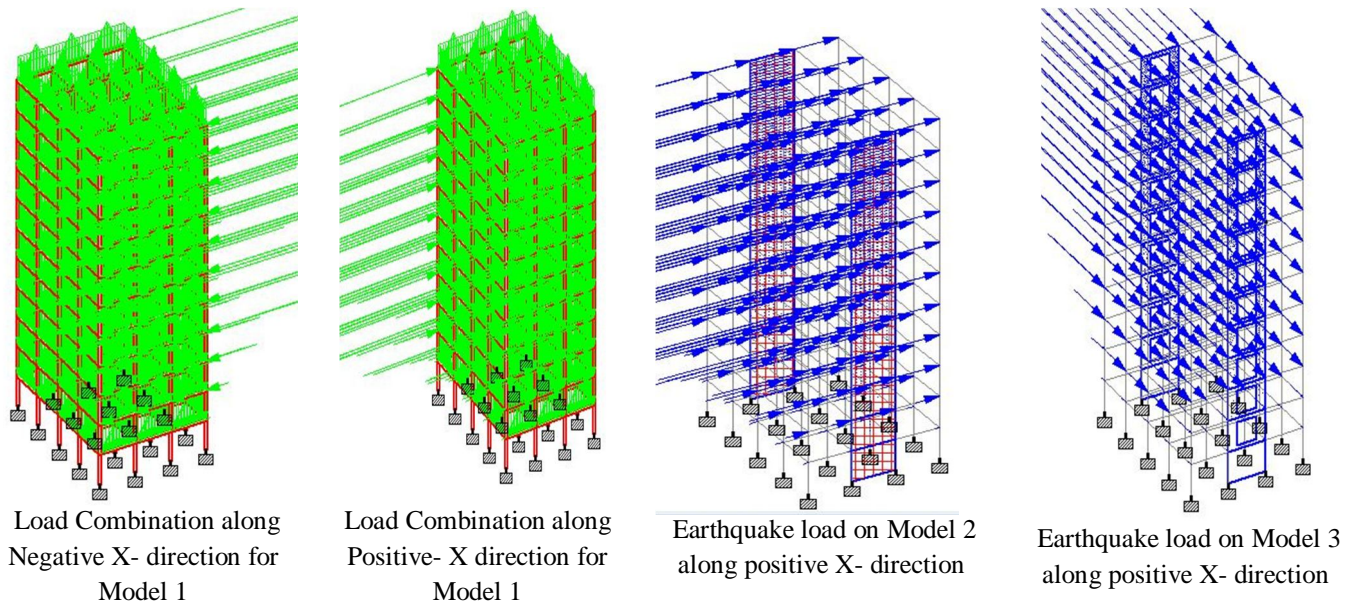 Load Combination along
Negative X- direction for
Model 1
Load Combination along
Positive- X direction for
Model 1
Earthquake load on Model 2
along positive X- direction
Earthquake load on Model 3
along positive X- direction